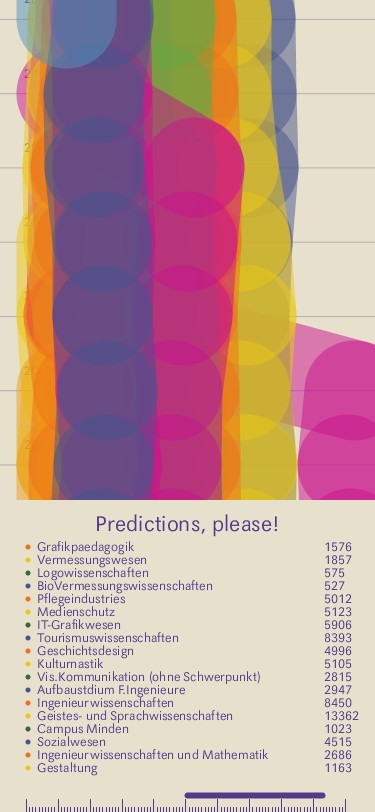 Predictions, please!
Grafikpaedagogik 1576
Vermessungswesen 1857
Logowissenschaften 575
BioVermessungswissenschaften 527
Pflegeindustries 5012
Medienschutz 5123
IT-Grafikwesen 5906
Tourismuswissenschaften 8393
Geschichtsdesign 4996
Kulturnastik 5105
Vis.Kommunikation (ohne Schwerpunkt) 2815
Aufbaustdium F.Ingenieure 2947
Ingenieurwissenschaften 8450
Geistes- und Sprachwissenschaften 13362
Campus Minden 1023
Sozialwesen 4515
Ingenieurwissenschaften und Mathematik 2686
Gestaltung 1163